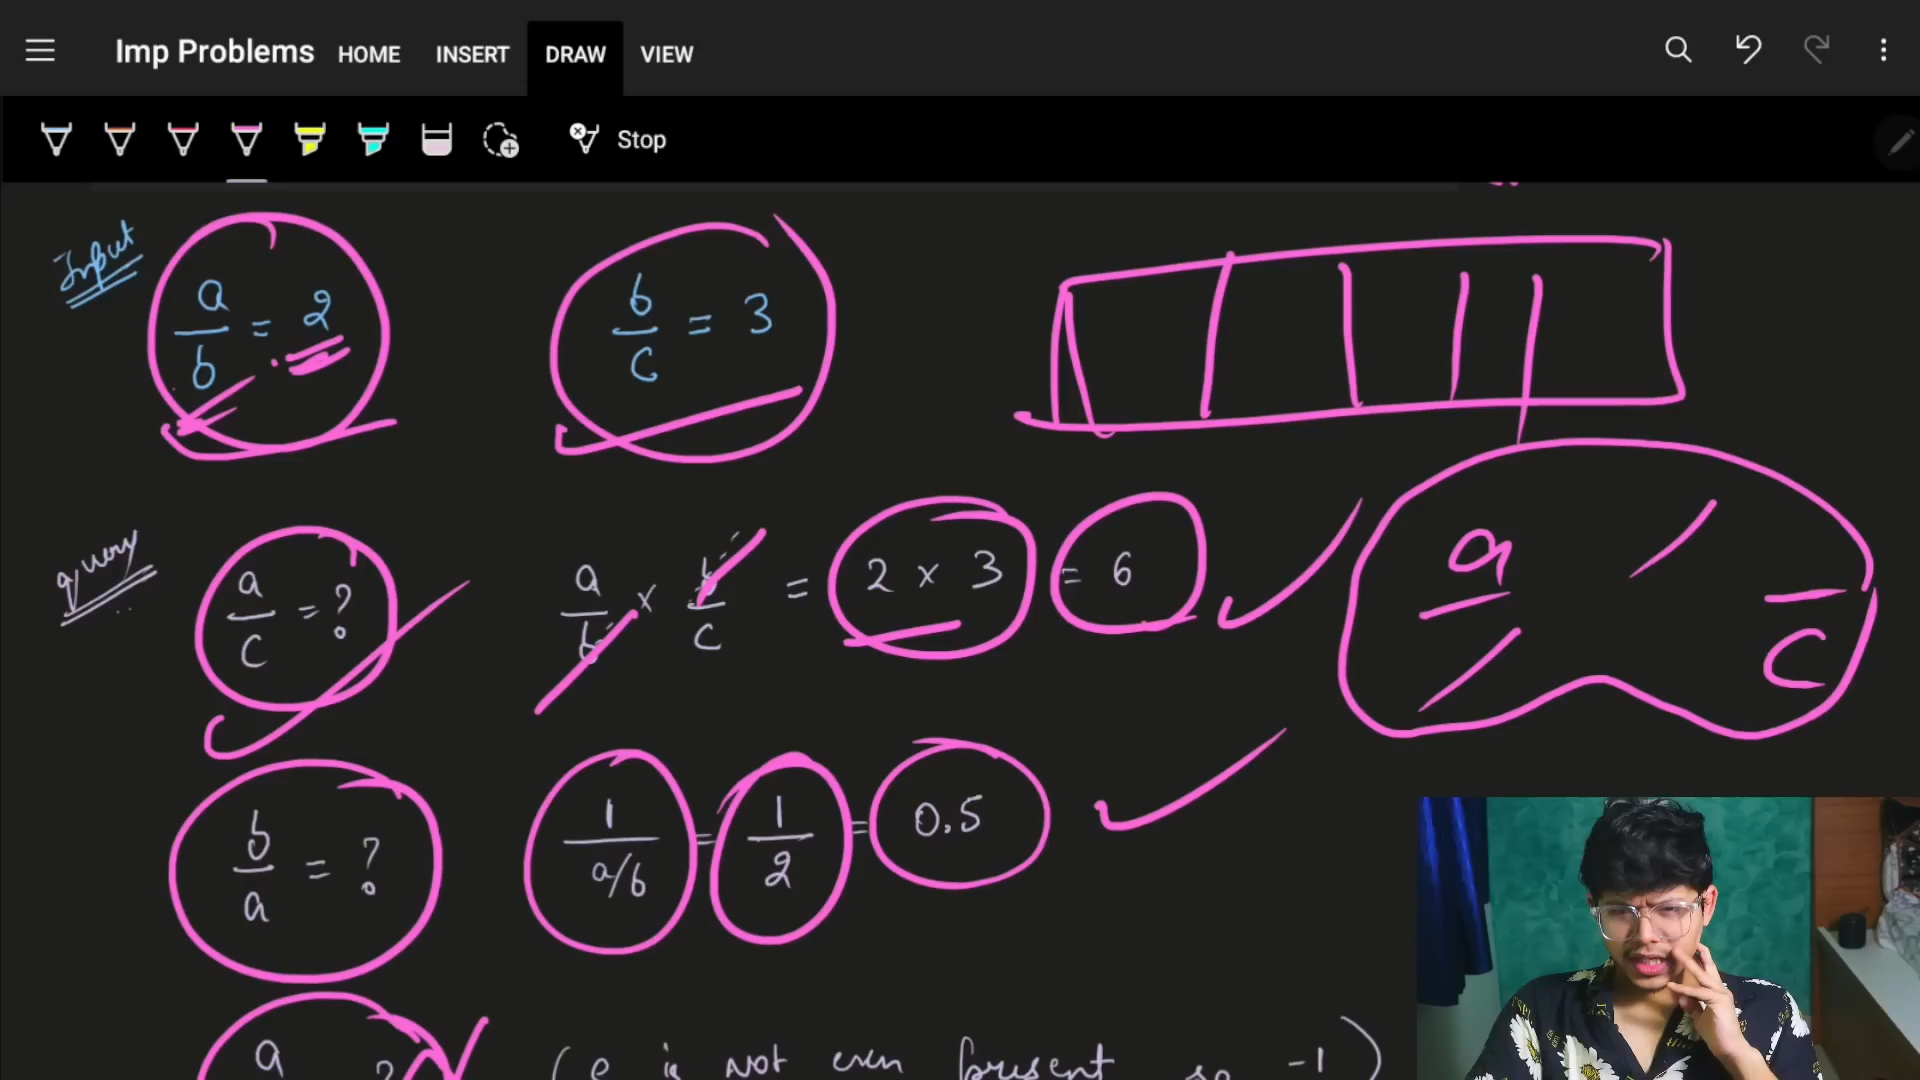 Imp Problems HOME INSERT DRAW VIEW
Stop
Input
a/b = 2 b/c = 3
query
a/c = ? a/b × b/c = 2 × 3 = 6 a/ /c
b/a = ? 1/(a/b) = 1/2 = 0.5
a ? (e is not even present so -1)